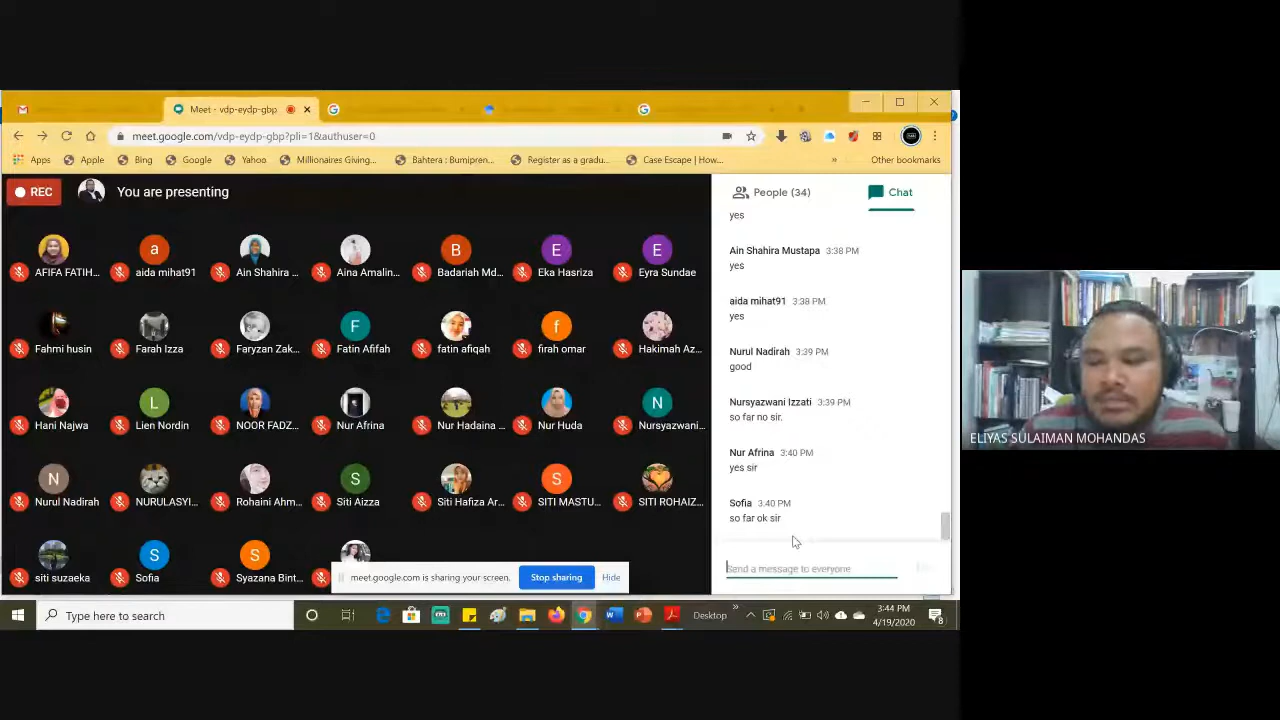 Meet - vdp-eydp-gbp
meet.google.com/vdp-eydp-gbp?pli=1&authuser=0
Apps Apple Bing Google Yahoo Millionaires Giving... Bahtera : Bumipren... Register as a gradu... Case Escape | How... » Other bookmarks
REC You are presenting
People (34) Chat
yes
Ain Shahira Mustapa 3:38 PM
yes
aida mihat91 3:38 PM
yes
Nurul Nadirah 3:39 PM
good
Nursyazwani Izzati 3:39 PM
so far no sir.
Nur Afrina 3:40 PM
yes sir
Sofia 3:40 PM
so far ok sir
Send a message to everyone
a B E E
AFIFA FATIH... aida mihat91 Ain Shahira ... Aina Amalin... Badariah Md... Eka Hasriza Eyra Sundae
F f
Fahmi husin Farah Izza Faryzan Zak... Fatin Afifah fatin afiqah firah omar Hakimah Az...
L N
Hani Najwa Lien Nordin NOOR FADZ... Nur Afrina Nur Hadaina ... Nur Huda Nursyazwani...
N S S
Nurul Nadirah NURULASYI... Rohaini Ahm... Siti Aizza Siti Hafiza Ar... SITI MASTU... SITI ROHAIZ...
S S
siti suzaeka Sofia Syazana Bint...
meet.google.com is sharing your screen. Stop sharing Hide
ELIYAS SULAIMAN MOHANDAS
Type here to search
Desktop »
3:44 PM
4/19/2020
8